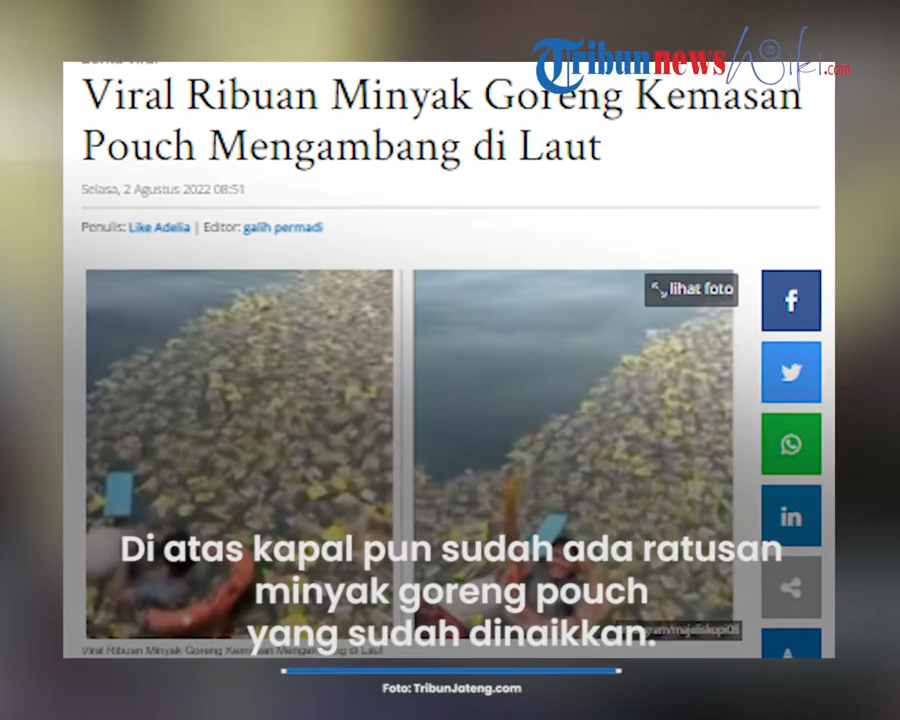 Tribunnewswiki.com
Viral Ribuan Minyak Goreng Kemasan
Pouch Mengambang di Laut
Selasa, 2 Agustus 2022 08:51
Penulis: Like Adelia | Editor: galih permadi
lihat foto
Di atas kapal pun sudah ada ratusan
minyak goreng pouch
yang sudah dinaikkan.
Viral Ribuan Minyak Goreng Kemasan Mengambang di Laut
Foto: TribunJateng.com